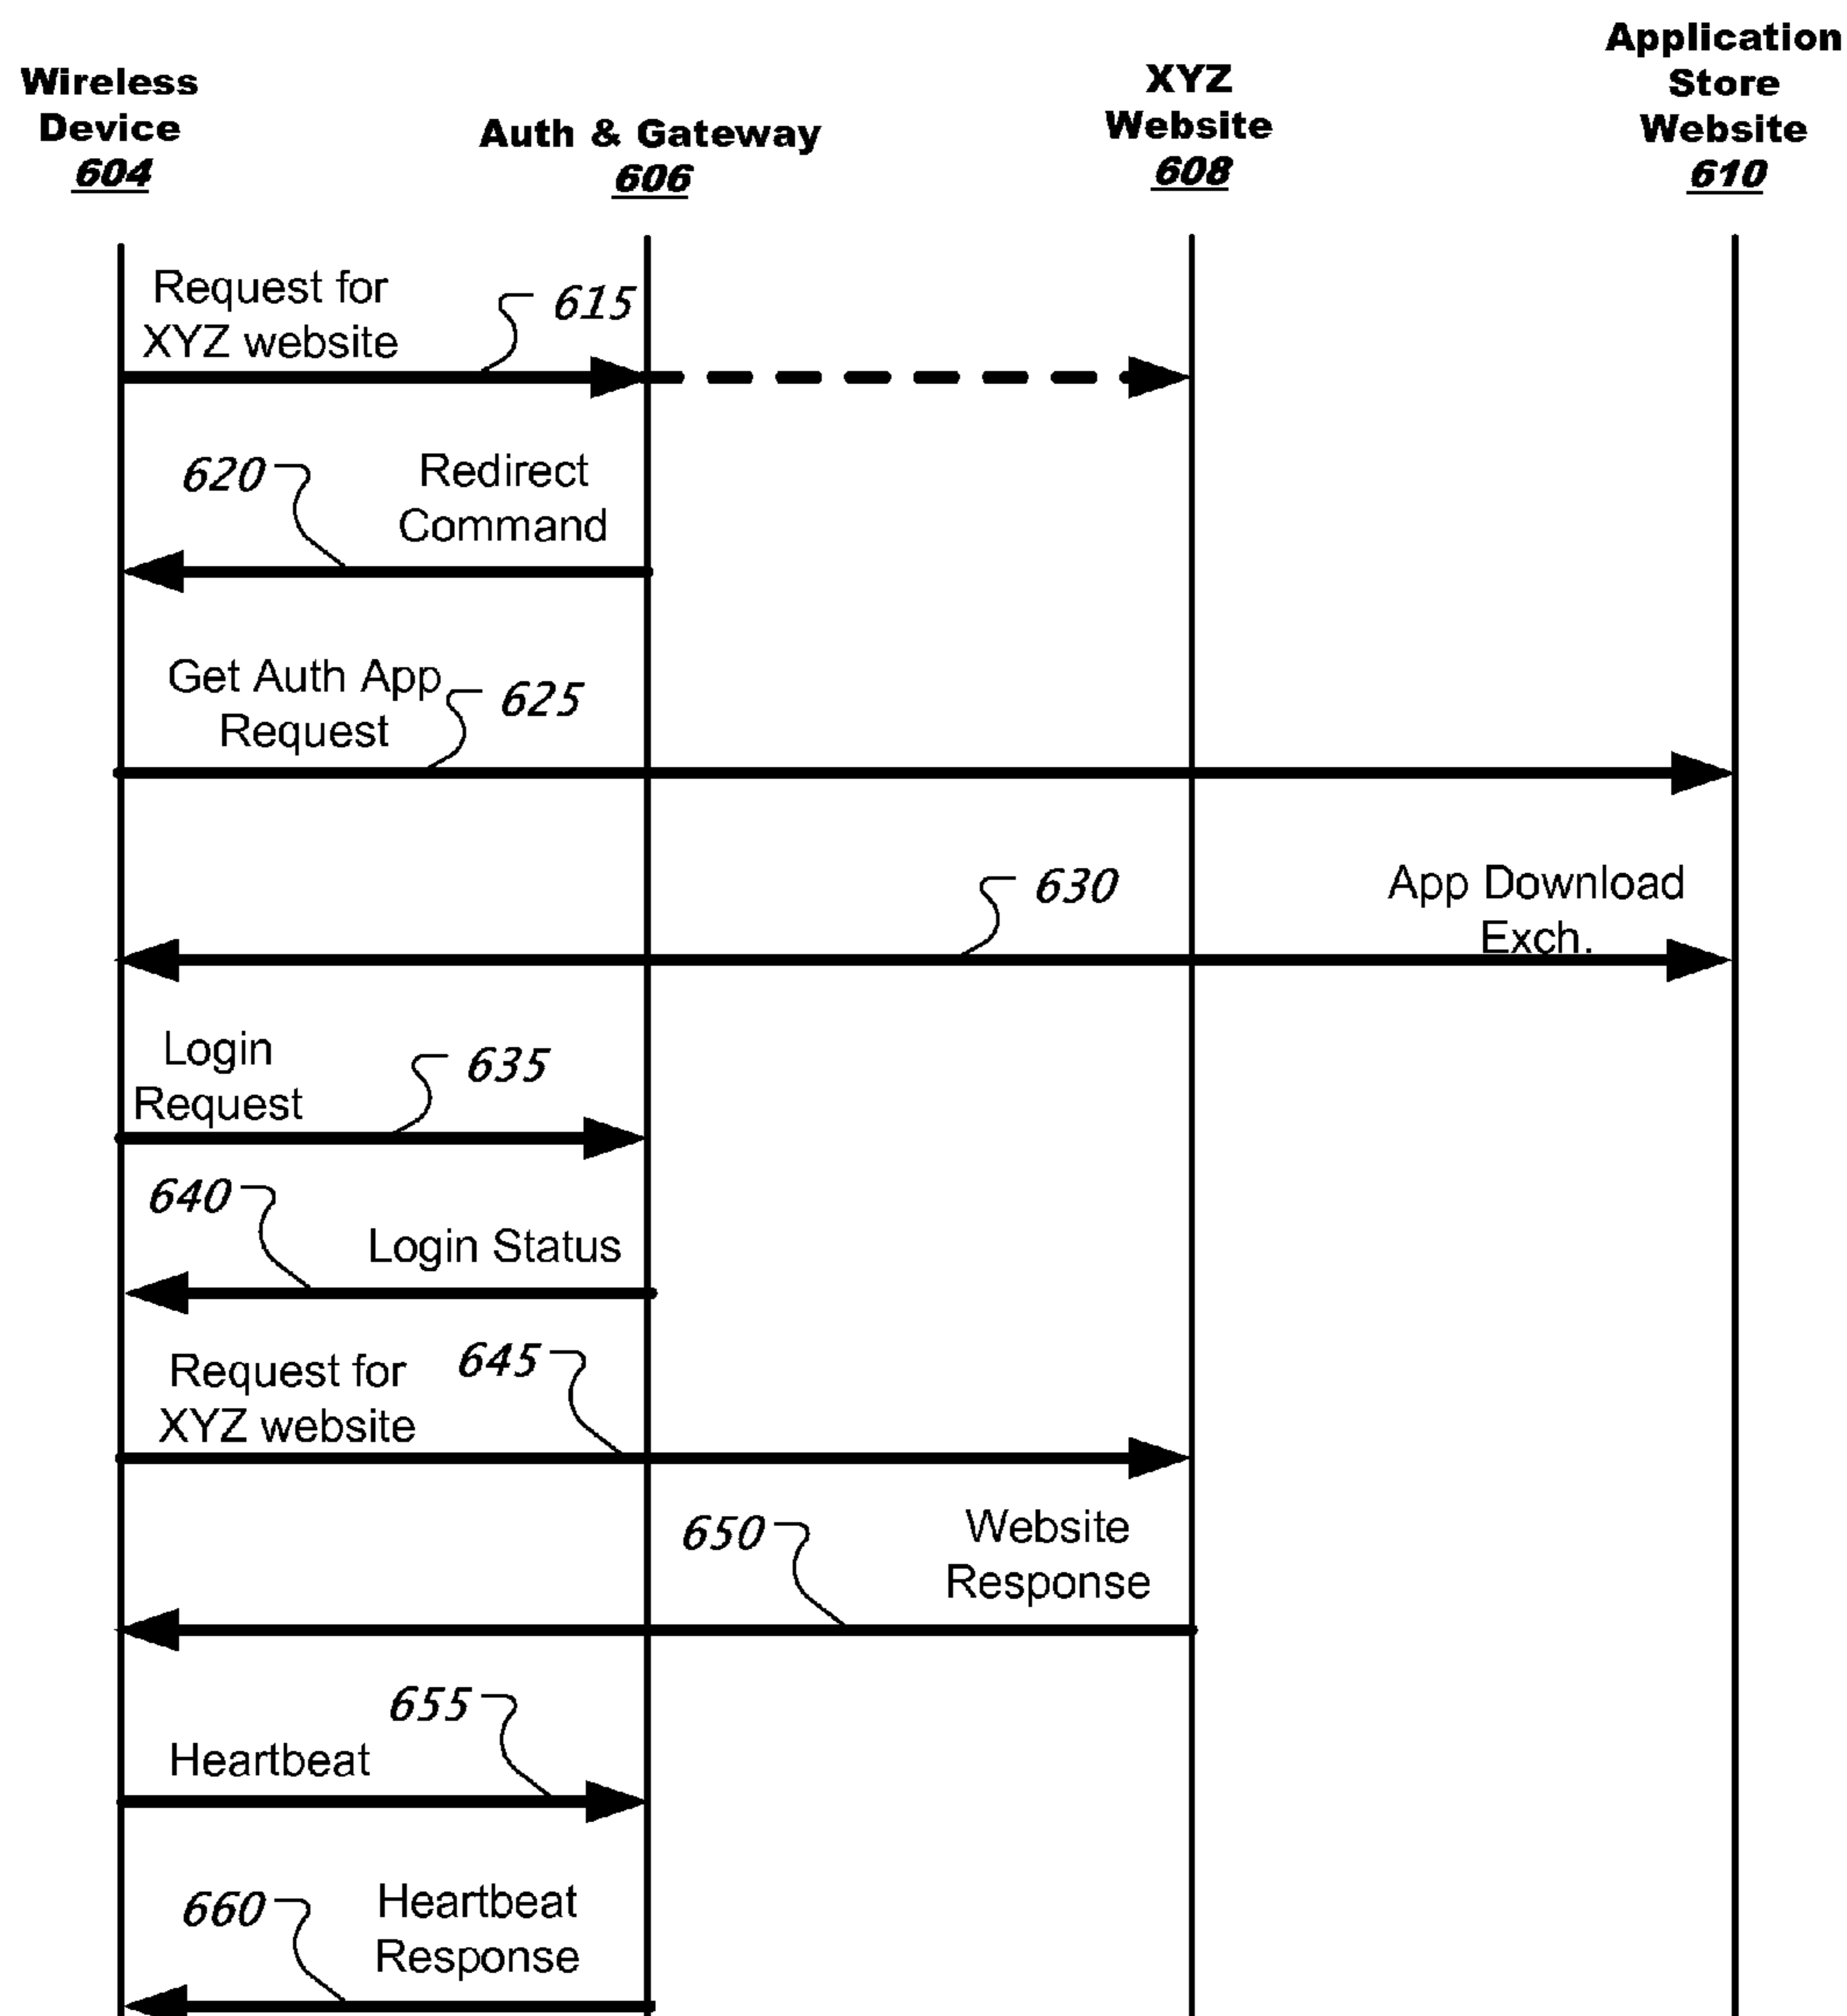 Wireless
Device
604
Auth & Gateway
606
XYZ
Website
608
Application
Store
Website
610
Request for
XYZ website
615
620
Redirect
Command
Get Auth App
Request
625
630
App Download
Exch.
Login
Request
635
640
Login Status
Request for
XYZ website
645
650
Website
Response
655
Heartbeat
660
Heartbeat
Response